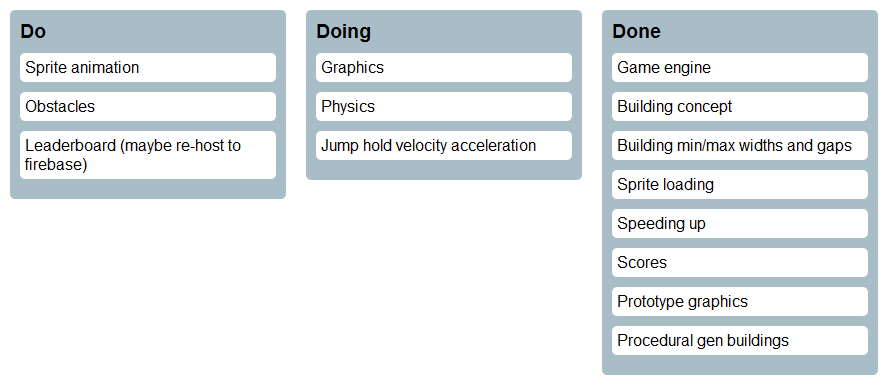 Do
Sprite animation
Obstacles
Leaderboard (maybe re-host to
firebase)
Doing
Graphics
Physics
Jump hold velocity acceleration
Done
Game engine
Building concept
Building min/max widths and gaps
Sprite loading
Speeding up
Scores
Prototype graphics
Procedural gen buildings